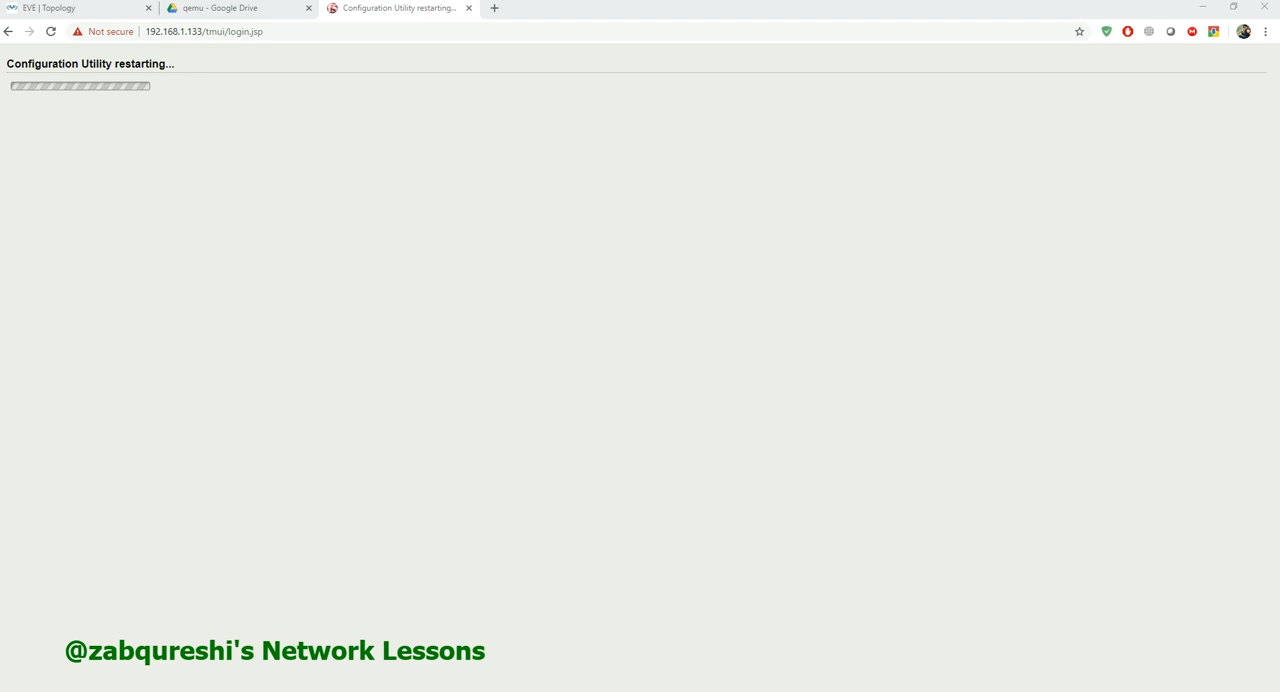 EVE | Topology
qemu - Google Drive
Configuration Utility restarting...
Not secure
192.168.1.133/tmui/login.jsp
Configuration Utility restarting...
@zabqureshi's Network Lessons